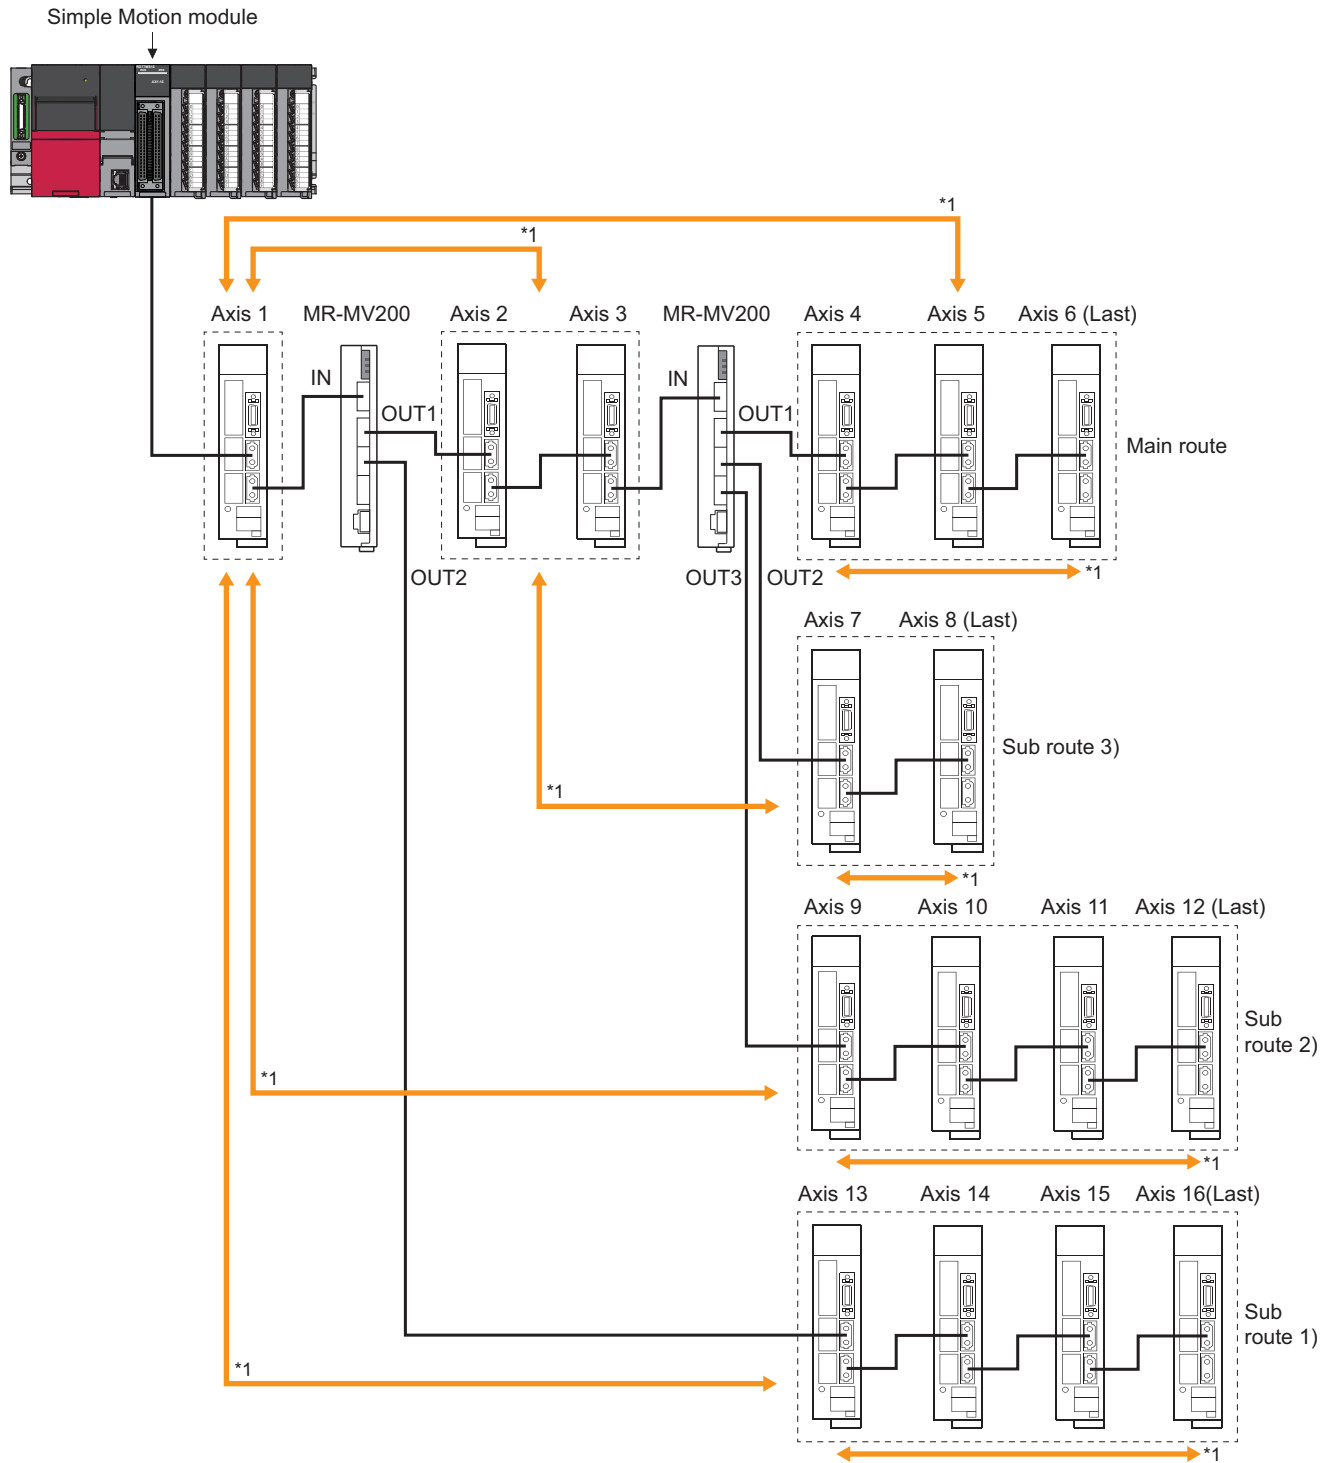 Simple Motion module
*1
*1
Axis 1
MR-MV200
Axis 2
Axis 3
MR-MV200
Axis 4
Axis 5
Axis 6 (Last)
IN
IN
OUT1
OUT1
Main route
OUT2
OUT3
OUT2
*1
Axis 7
Axis 8 (Last)
Sub route 3)
*1
*1
Axis 9
Axis 10
Axis 11
Axis 12 (Last)
Sub
route 2)
*1
*1
Axis 13
Axis 14
Axis 15
Axis 16(Last)
Sub
route 1)
*1
*1